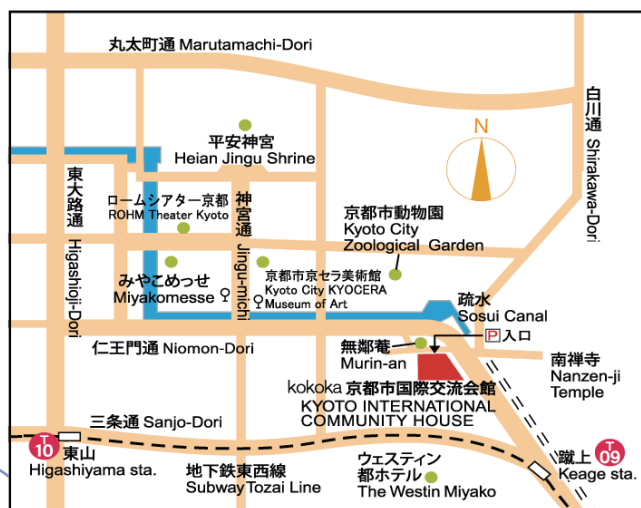 丸太町通 Marutamachi-Dori
白川通 Shirakawa-Dori
N
平安神宮
Heian Jingu Shrine
東大路通 Higashioji-Dori
ロームシアター京都
ROHM Theater Kyoto
神宮通 Jingu-michi
京都市動物園
Kyoto City
Zoological Garden
みやこめっせ
Miyakomesse
京都市京セラ美術館
Kyoto City KYOCERA
Museum of Art
疏水
Sosui Canal
P 入口
仁王門通 Niomon-Dori
無鄰菴
Murin-an
南禅寺
Nanzen-ji
Temple
kokoka 京都市国際交流会館
KYOTO INTERNATIONAL
COMMUNITY HOUSE
三条通 Sanjo-Dori
T
10
東山
Higashiyama sta.
地下鉄東西線
Subway Tozai Line
ウェスティン
都ホテル
The Westin Miyako
蹴上
Keage sta.
T
09